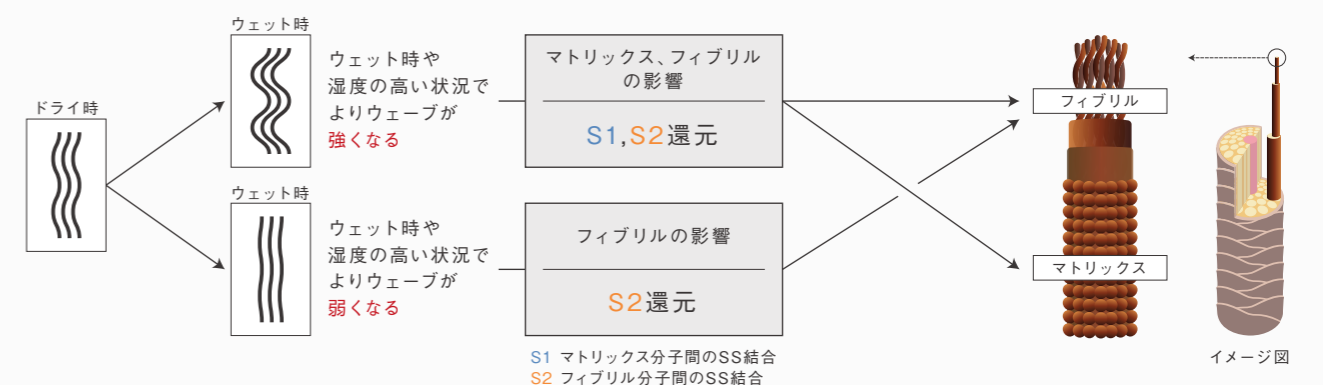 ドライ時
ウェット時
ウェット時や
湿度の高い状況で
よりウェーブが
強くなる
マトリックス、フィブリル
の影響
S1,S2還元
ウェット時
ウェット時や
湿度の高い状況で
よりウェーブが
弱くなる
フィブリルの影響
S2還元
S1 マトリックス分子間のSS結合
S2 フィブリル分子間のSS結合
フィブリル
マトリックス
イメージ図